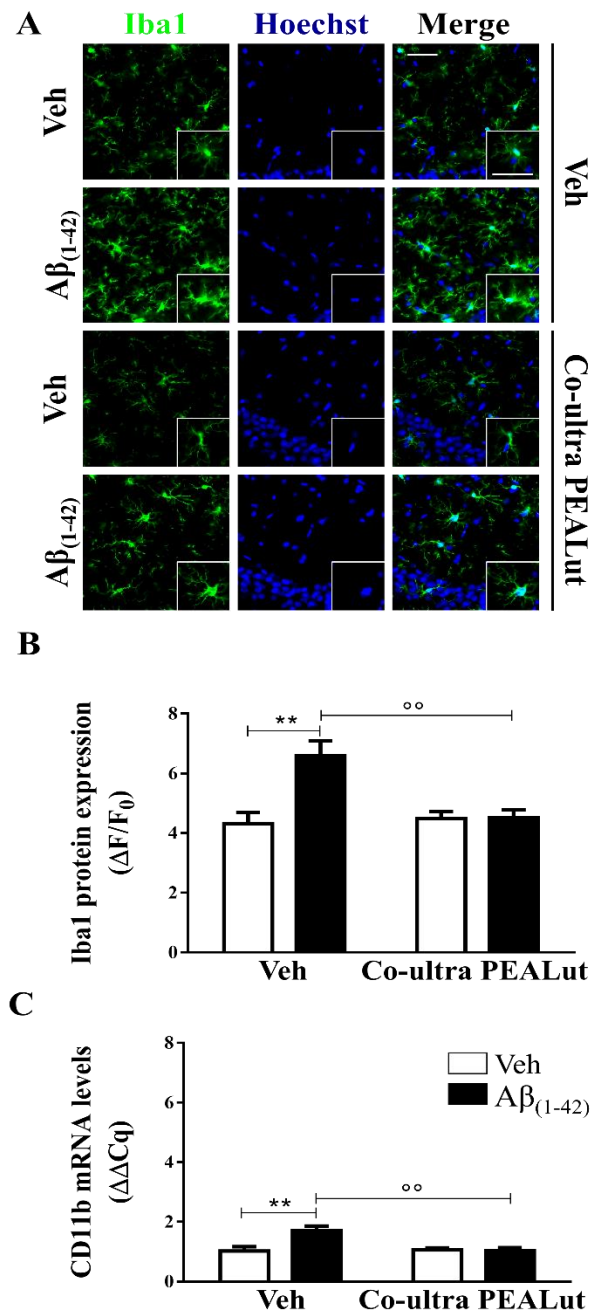 A
Iba1 Hoechst Merge
Veh
Aβ(1-42)
Veh
Veh
Aβ(1-42)
Co-ultra PEALut
B
Iba1 protein expression
(ΔF/F0)
8
6
4
2
0
**
°°
Veh Co-ultra PEALut
C
CD11b mRNA levels
(ΔΔCq)
8
6
4
2
0
**
°°
Veh
Aβ(1-42)
Veh Co-ultra PEALut